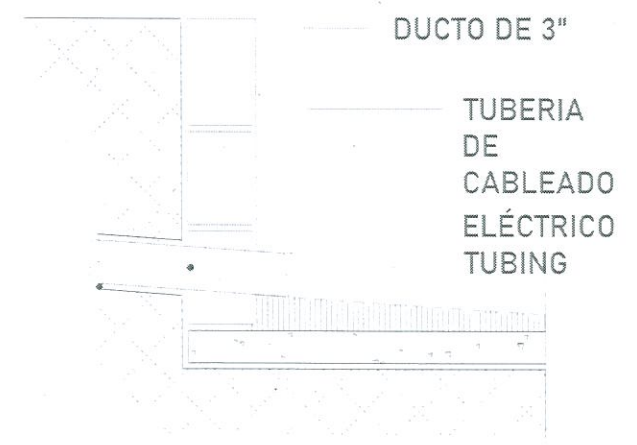 DUCTO DE 3"
TUBERIA
DE
CABLEADO
ELÉCTRICO
TUBING